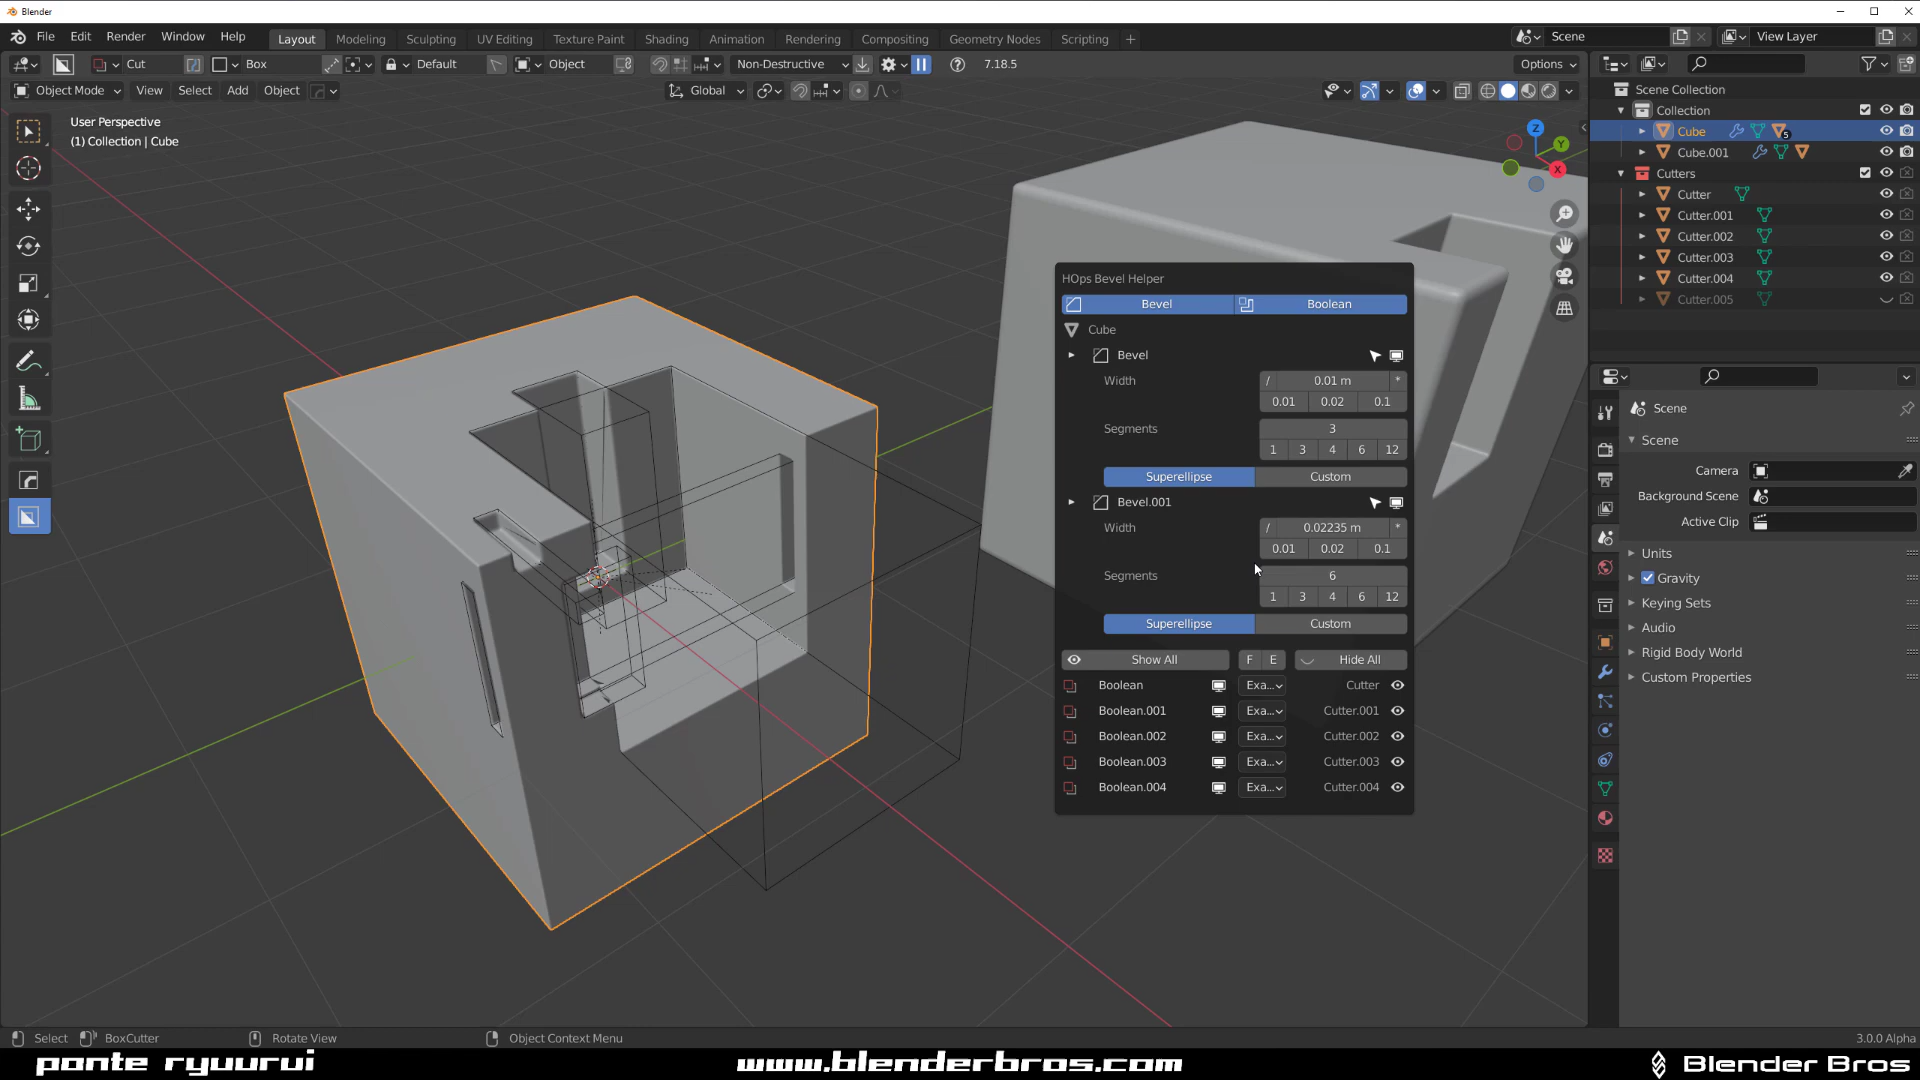 Blender
File Edit Render Window Help Layout Modeling Sculpting UV Editing Texture Paint Shading Animation Rendering Compositing Geometry Nodes Scripting + Scene View Layer
Cut Box Default Object Non-Destructive 7.18.5 Options
Object Mode View Select Add Object Global
User Perspective
(1) Collection | Cube
Z
Y
X
Scene Collection
Collection
Cube 5
Cube.001
Cutters
Cutter
Cutter.001
Cutter.002
Cutter.003
Cutter.004
Cutter.005
HOps Bevel Helper
Bevel Boolean
Cube
Bevel
Width / 0.01 m *
0.01 0.02 0.1
Segments 3
1 3 4 6 12
Superellipse Custom
Bevel.001
Width / 0.02235 m *
0.01 0.02 0.1
Segments 6
1 3 4 6 12
Superellipse Custom
Show All F E Hide All
Boolean Exa... Cutter
Boolean.001 Exa... Cutter.001
Boolean.002 Exa... Cutter.002
Boolean.003 Exa... Cutter.003
Boolean.004 Exa... Cutter.004
Scene
Scene
Camera
Background Scene
Active Clip
Units
Gravity
Keying Sets
Audio
Rigid Body World
Custom Properties
Select BoxCutter Rotate View Object Context Menu 3.0.0 Alpha
ponte ryuurui www.blenderbros.com Blender Bros